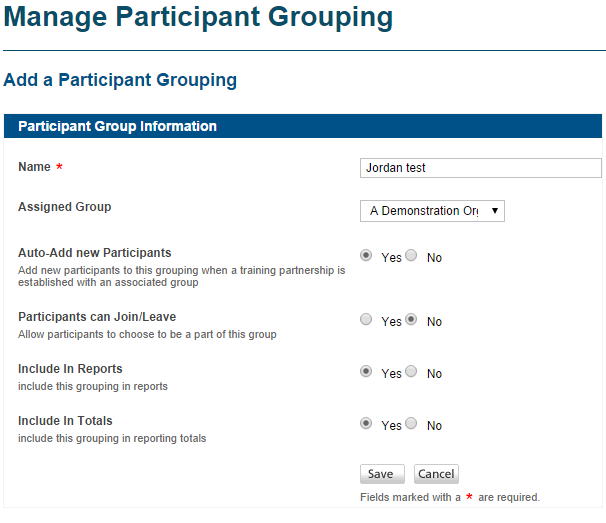 Manage Participant Grouping
Add a Participant Grouping
Participant Group Information
Name *
Jordan test
Assigned Group
A Demonstration Org
Auto-Add new Participants
Yes No
Add new participants to this grouping when a training partnership is
established with an associated group
Participants can Join/Leave
Yes No
Allow participants to choose to be a part of this group
Include In Reports
Yes No
include this grouping in reports
Include In Totals
Yes No
include this grouping in reporting totals
Save Cancel
Fields marked with a * are required.